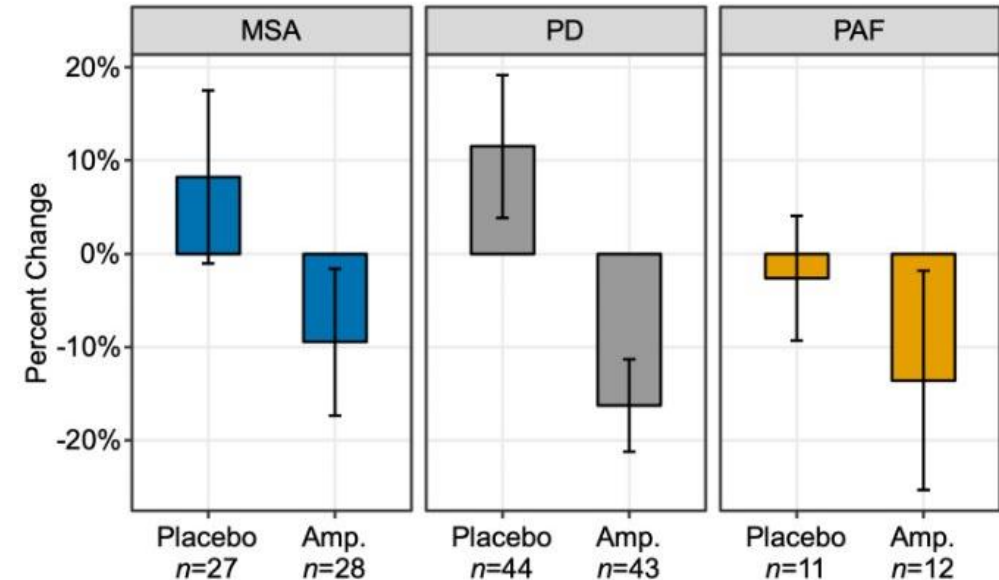 MSA
PD
PAF
20%
10%
0%
-10%
-20%
Percent Change
Placebo
n=27
Amp.
n=28
Placebo
n=44
Amp.
n=43
Placebo
n=11
Amp.
n=12